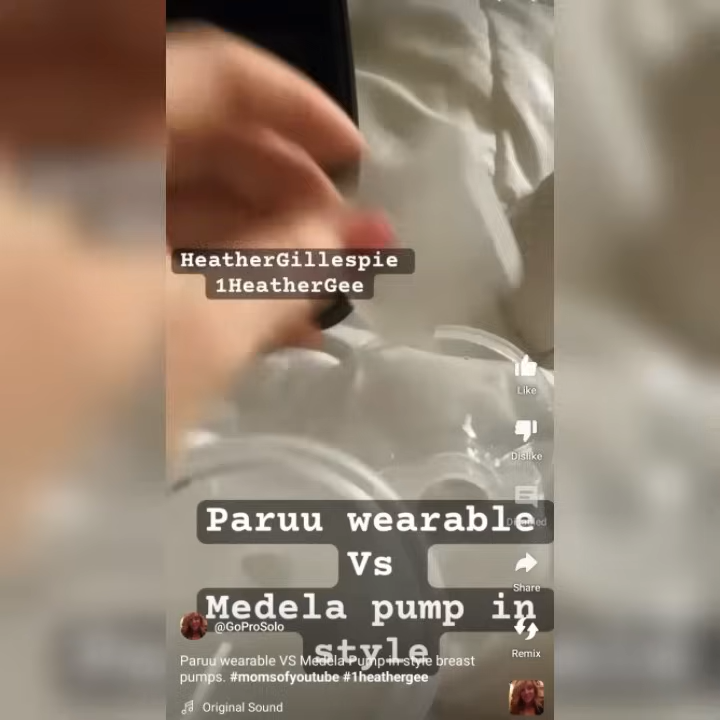 HeatherGillespie
1HeatherGee
Like
Dislike
Paruu wearable
Vs
Medela pump in
style
Share
@GoProSolo
Remix
Paruu wearable VS Medela Pump in style breast
pumps. #momsofyoutube #1heathergee
Original Sound